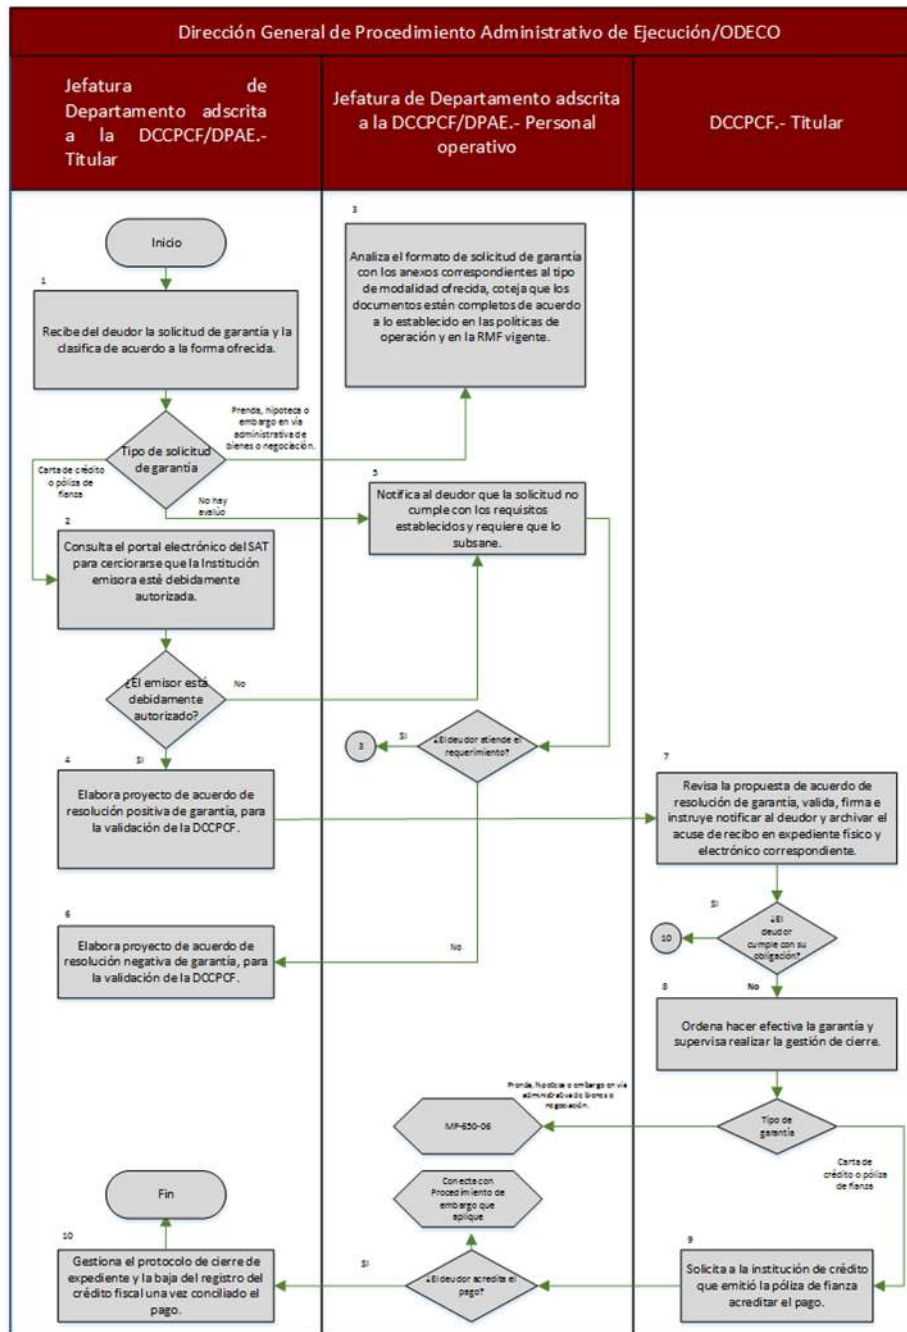 Dirección General de Procedimiento Administrativo de Ejecución/ODECO
Jefatura de
Departamento adscrita
a la DCCPCF/DPAE.-
Titular
Jefatura de Departamento adscrita
a la DCCPCF/DPAE.- Personal
operativo
DCCPCF.- Titular
Inicio
1
Recibe del deudor la solicitud de garantía y la
clasifica de acuerdo a la forma ofrecida.
3
Analiza el formato de solicitud de garantía
con los anexos correspondientes al tipo
de modalidad ofrecida, coteja que los
documentos estén completos de acuerdo
a lo establecido en las políticas de
operación y en la RMF vigente.
Tipo de solicitud
de garantía
Prenda, hipoteca o
embargo en vía
administrativa de
bienes o negociación.
Carta de crédito
o póliza de
fianza
No hay
avalúo
5
Notifica al deudor que la solicitud no
cumple con los requisitos
establecidos y requiere que lo
subsane.
2
Consulta el portal electrónico del SAT
para cerciorarse que la Institución
emisora esté debidamente
autorizada.
¿El emisor está
debidamente
autorizado?
No
Si
3
Si
¿El deudor atiende el
requerimiento?
No
4
Elabora proyecto de acuerdo de
resolución positiva de garantía, para
la validación de la DCCPCF.
7
Revisa la propuesta de acuerdo de
resolución de garantía, valida, firma e
instruye notificar al deudor y archivar el
acuse de recibo en expediente físico y
electrónico correspondiente.
6
Elabora proyecto de acuerdo de
resolución negativa de garantía, para
la validación de la DCCPCF.
10
Si
¿El
deudor
cumple con su
obligación?
No
8
Ordena hacer efectiva la garantía y
supervisa realizar la gestión de cierre.
Tipo de
garantía
Prenda, hipoteca o embargo en vía
administrativa de bienes o
negociación.
MP-650-06
Carta de
crédito o póliza
de fianza
9
Solicita a la institución de crédito
que emitió la póliza de fianza
acreditar el pago.
Conecta con
Procedimiento de
embargo que
aplique
¿El deudor acredita el
pago?
Si
10
Gestiona el protocolo de cierre de
expediente y la baja del registro del
crédito fiscal una vez conciliado el
pago.
Fin